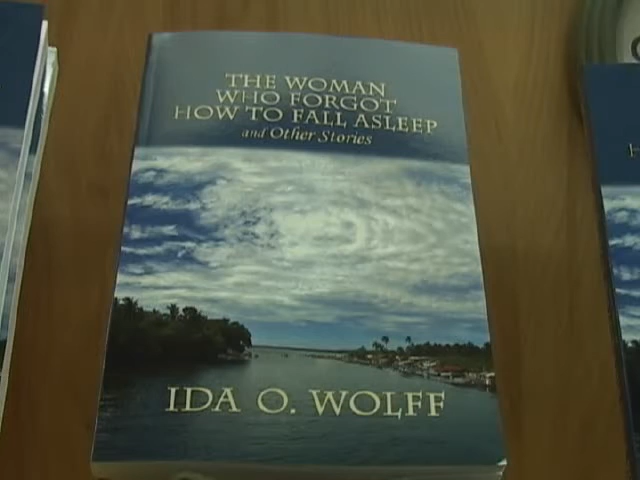 THE WOMAN
WHO FORGOT
HOW TO FALL ASLEEP
and Other Stories
IDA O. WOLFF